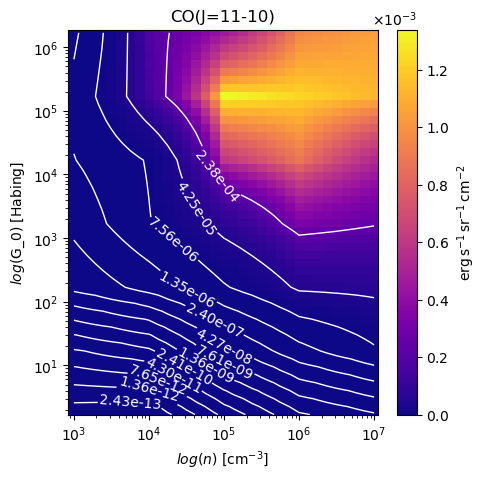 CO(J=11-10)
×10⁻³
log(G_0) [Habing]
10⁶
10⁵
10⁴
10³
10²
10¹
2.38e-04
4.25e-05
7.56e-06
1.35e-06
2.40e-07
4.27e-08
7.61e-09
1.36e-09
2.41e-10
4.30e-11
7.65e-12
1.36e-12
2.43e-13
10³ 10⁴ 10⁵ 10⁶ 10⁷
log(n) [cm⁻³]
1.2
1.0
0.8
0.6
0.4
0.2
0.0
erg s⁻¹ sr⁻¹ cm⁻²